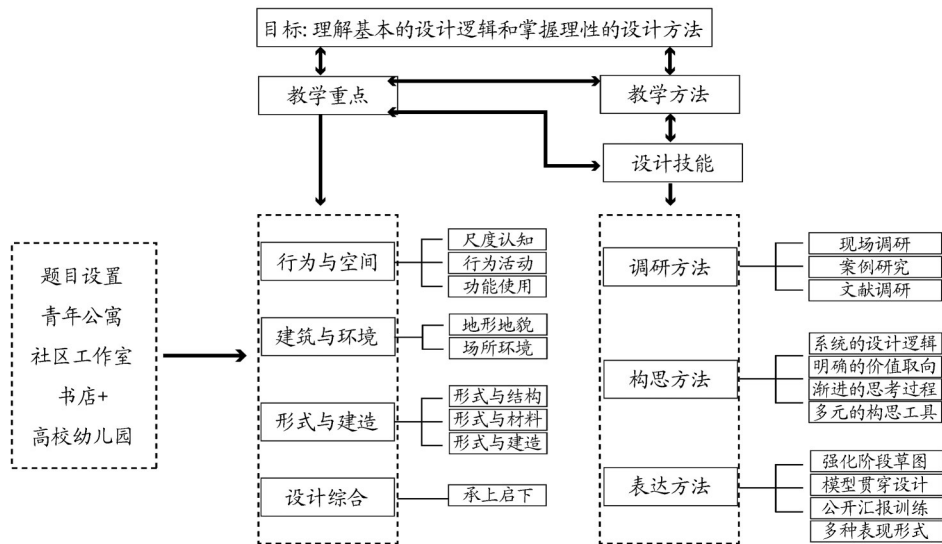 目标: 理解基本的设计逻辑和掌握理性的设计方法
教学重点
教学方法
设计技能
题目设置
青年公寓
社区工作室
书店+
高校幼儿园
行为与空间
尺度认知
行为活动
功能使用
建筑与环境
地形地貌
场所环境
形式与建造
形式与结构
形式与材料
形式与建造
设计综合
承上启下
调研方法
现场调研
案例研究
文献调研
构思方法
系统的设计逻辑
明确的价值取向
渐进的思考过程
多元的构思工具
表达方法
强化阶段草图
模型贯穿设计
公开汇报训练
多种表现形式